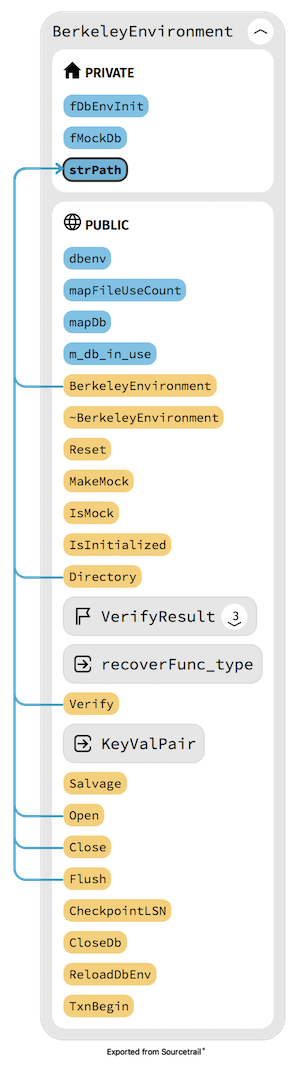 BerkeleyEnvironment
PRIVATE
fDbEnvInit
fMockDb
strPath
PUBLIC
dbenv
mapFileUseCount
mapDb
m_db_in_use
BerkeleyEnvironment
~BerkeleyEnvironment
Reset
MakeMock
IsMock
IsInitialized
Directory
VerifyResult 3
recoverFunc_type
Verify
KeyValPair
Salvage
Open
Close
Flush
CheckpointLSN
CloseDb
ReloadDbEnv
TxnBegin
Exported from Sourcetrail®